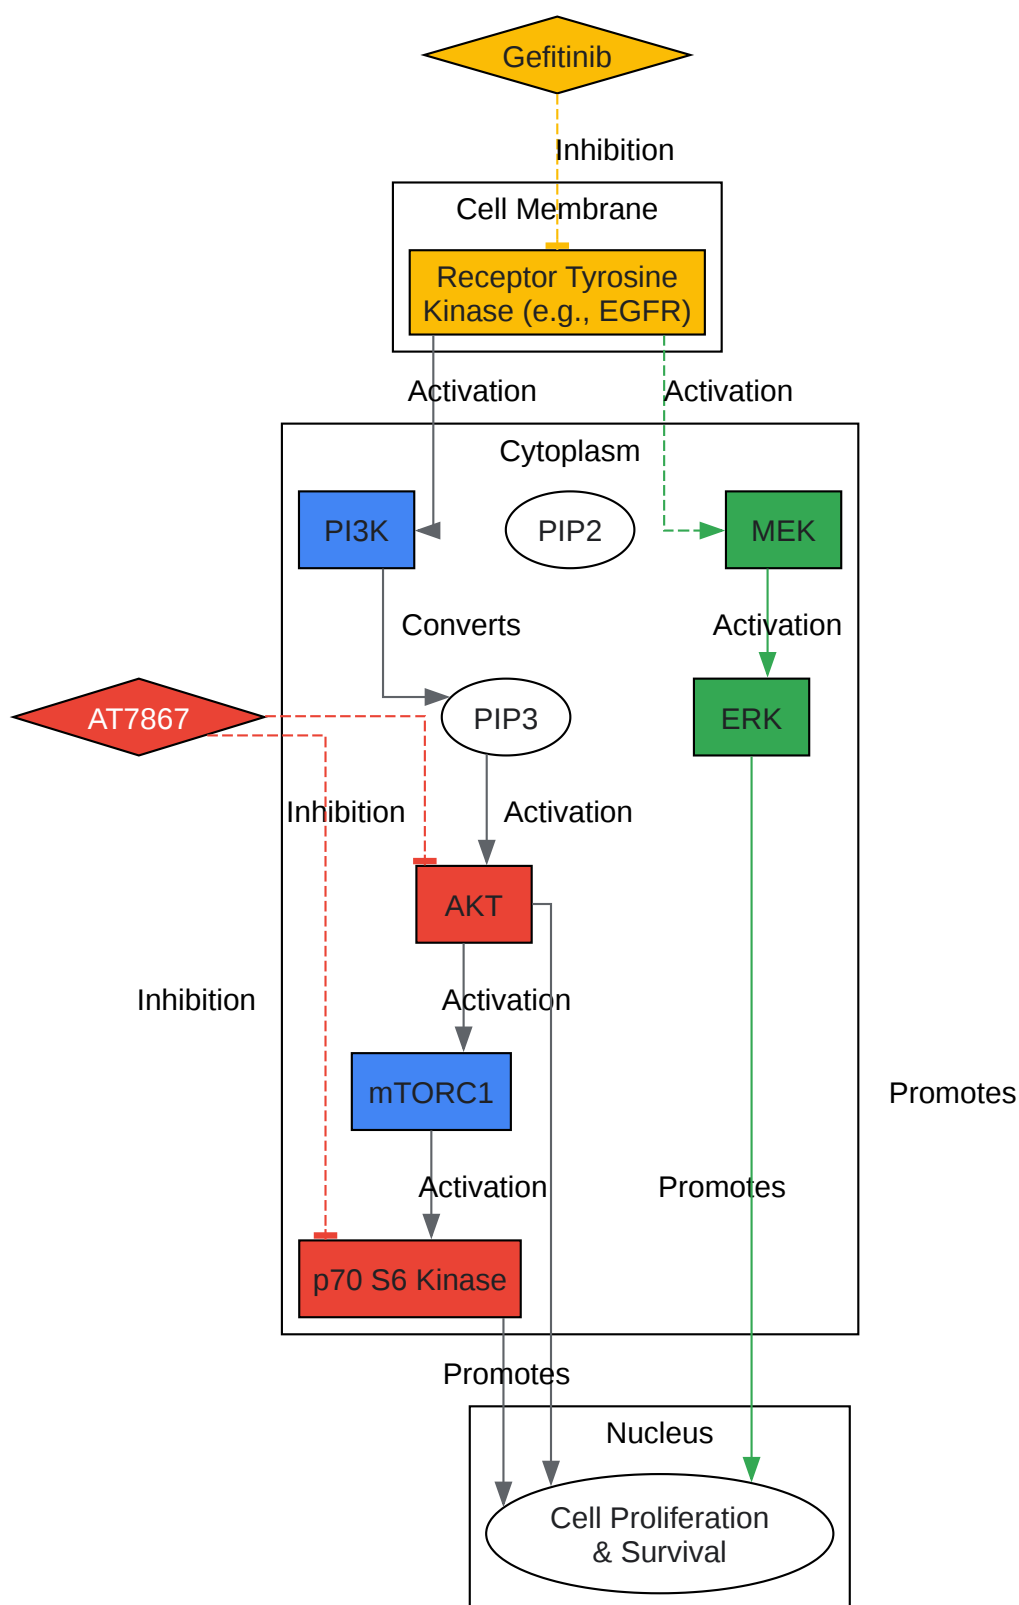 Gefitinib
Inhibition
Cell Membrane
Receptor Tyrosine
Kinase (e.g., EGFR)
Activation
Activation
Cytoplasm
PI3K
PIP2
MEK
Converts
Activation
AT7867
PIP3
ERK
Inhibition
Activation
AKT
Inhibition
Activation
mTORC1
Promotes
Activation
Promotes
p70 S6 Kinase
Promotes
Nucleus
Cell Proliferation
& Survival